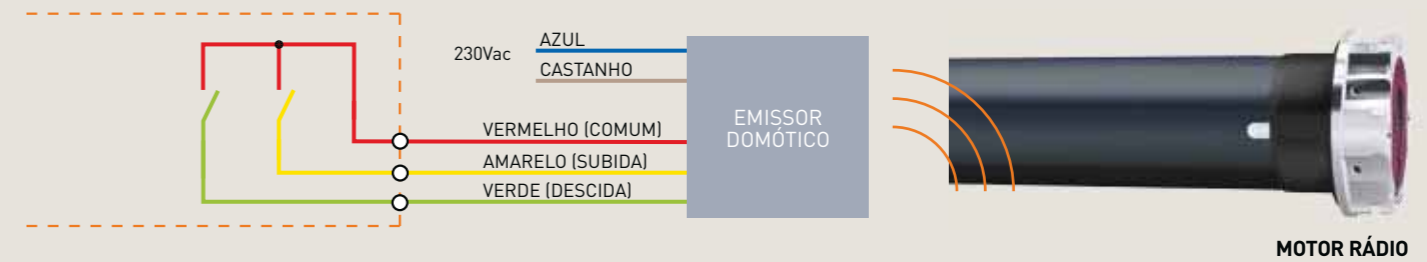 230Vac
AZUL
CASTANHO
VERMELHO (COMUM)
AMARELO (SUBIDA)
VERDE (DESCIDA)
EMISSOR
DOMÓTICO
MOTOR RÁDIO